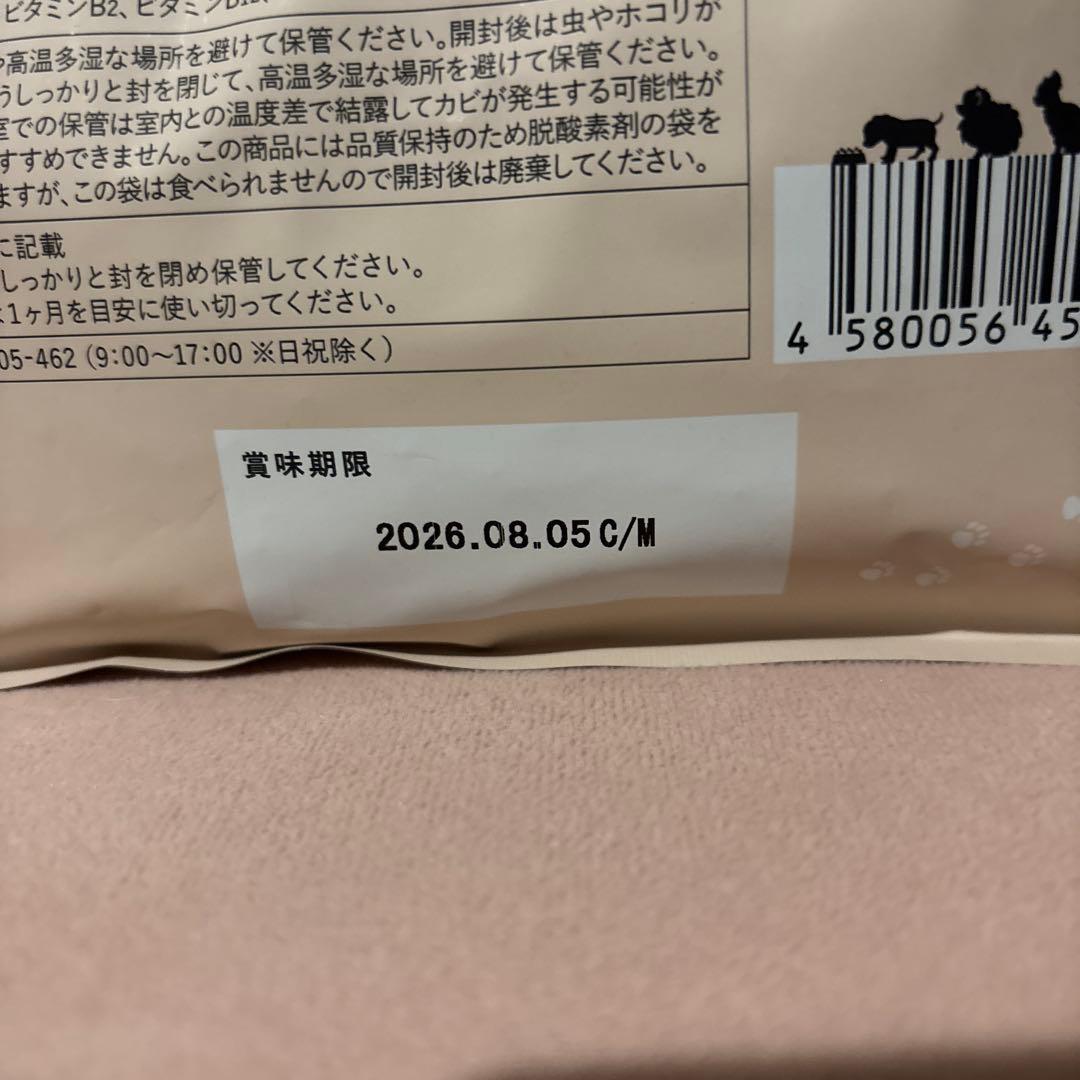 ビタミンB2、ビタミンB12、
や高温多湿な場所を避けて保管ください。開封後は虫やホコリが
うしっかりと封を閉じて、高温多湿な場所を避けて保管ください。
室での保管は室内との温度差で結露してカビが発生する可能性が
すすめできません。この商品には品質保持のため脱酸素剤の袋を
ますが、この袋は食べられませんので開封後は廃棄してください。
に記載
しっかりと封を閉め保管してください。
は1ヶ月を目安に使い切ってください。
05-462（9:00〜17:00 ※日祝除く）
4 580056 45
賞味期限
2026.08.05 C/M